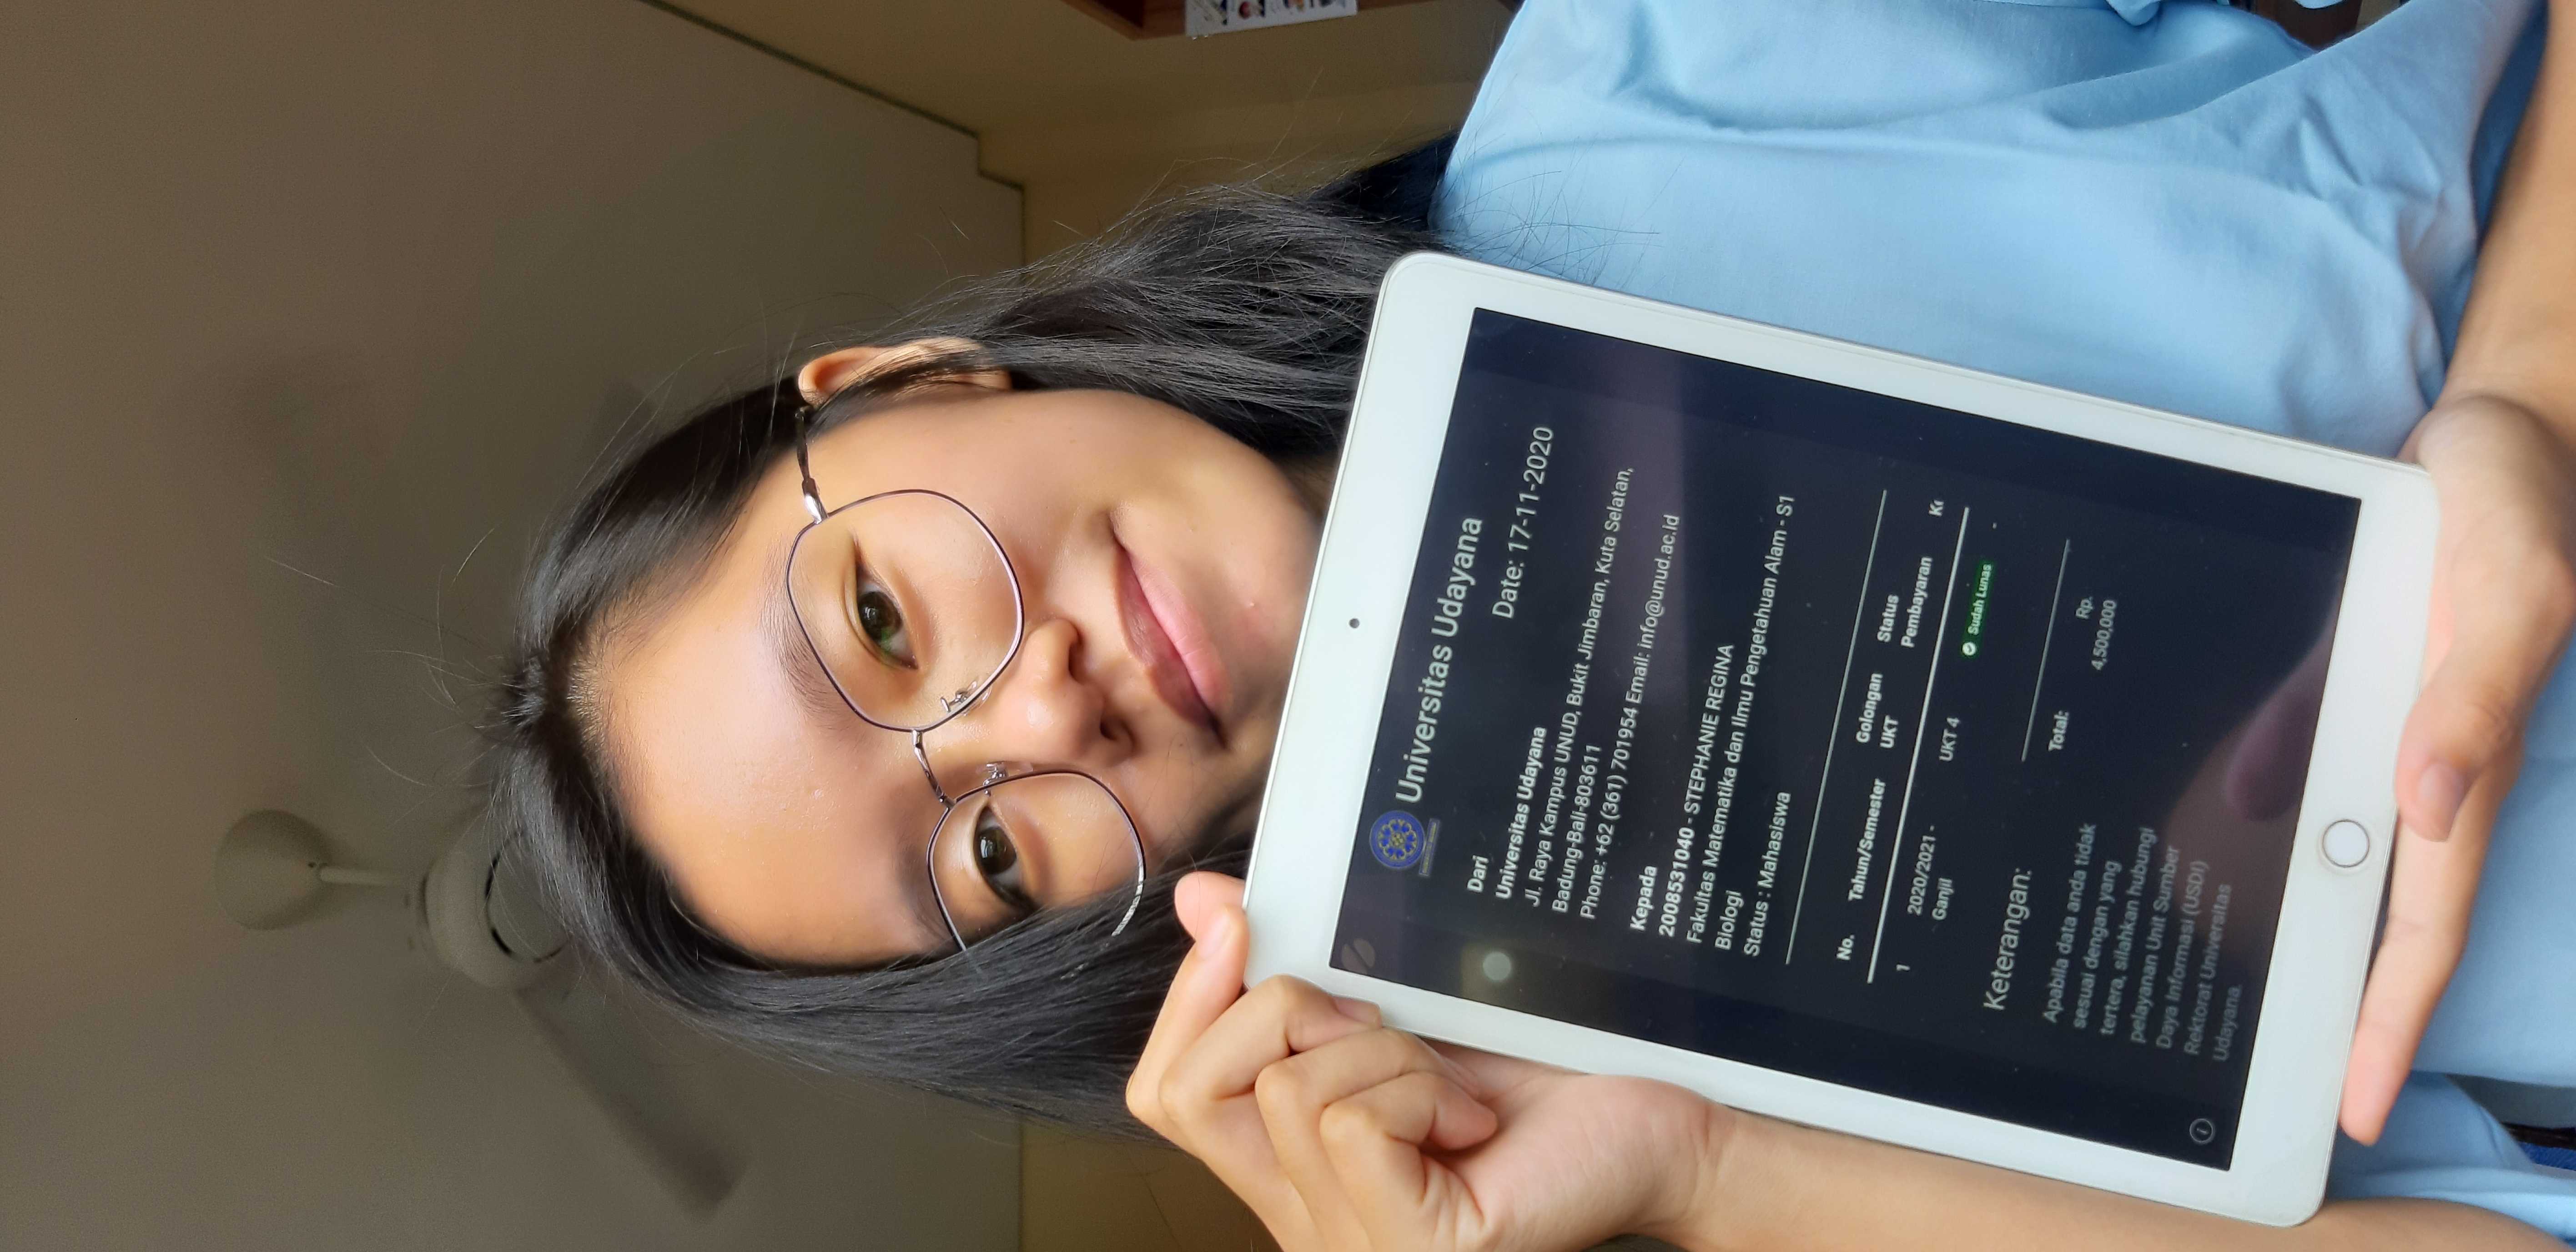 Universitas Udayana
Date: 17-11-2020
Dari
Universitas Udayana
Jl. Raya Kampus UNUD, Bukit Jimbaran, Kuta Selatan,
Badung-Bali-803611
Phone: +62 (361) 701954 Email: info@unud.ac.id
Kepada
2008531040 - STEPHANIE REGINA
Fakultas Matematika dan Ilmu Pengetahuan Alam - S1
Biologi
Status : Mahasiswa
No. Tahun/Semester Golongan UKT Status Pembayaran
1 2020/2021 - Ganjil UKT 4 Sudah Lunas -
Total: Rp. 4,500,000
Keterangan:
Apabila data anda tidak
sesuai dengan yang
tertera, silahkan hubungi
pelayanan Unit Sumber
Daya Informasi (USDI)
Rektorat Universitas
Udayana.